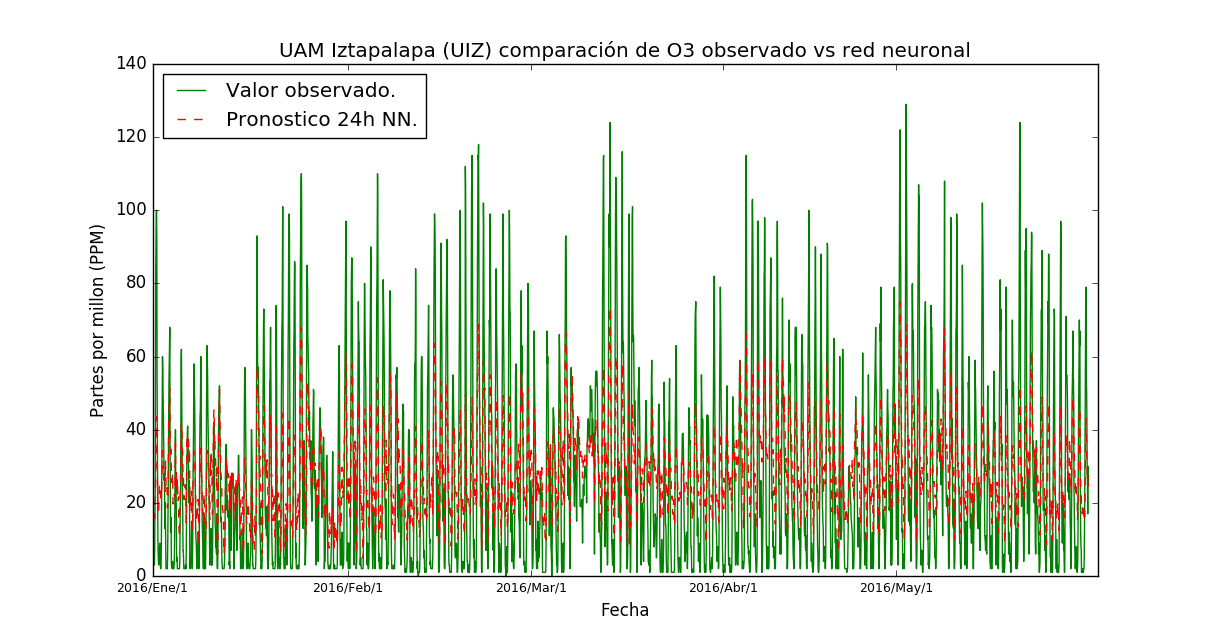 UAM Iztapalapa (UIZ) comparación de O3 observado vs red neuronal
140
120
100
80
60
40
20
0
Partes por millon (PPM)
Valor observado.
Pronostico 24h NN.
2016/Ene/1
2016/Feb/1
2016/Mar/1
2016/Abr/1
2016/May/1
Fecha